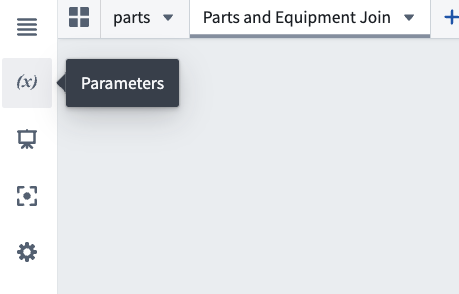 parts
Parts and Equipment Join
(x)
Parameters